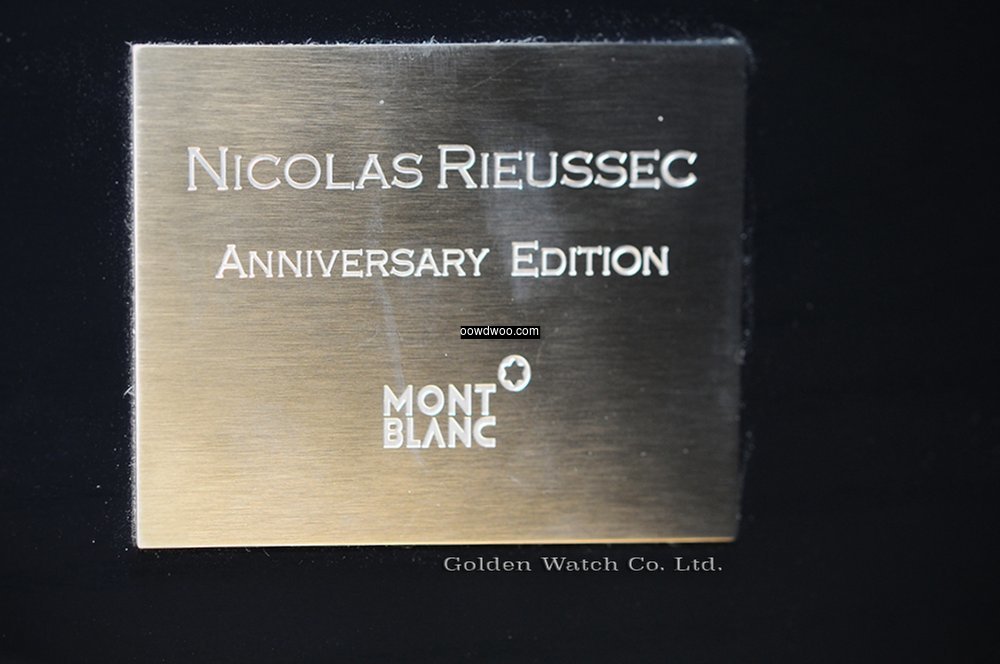 NICOLAS RIEUSSEC
ANNIVERSARY EDITION
oowdwoo.com
MONT
BLANC
Golden Watch Co. Ltd.